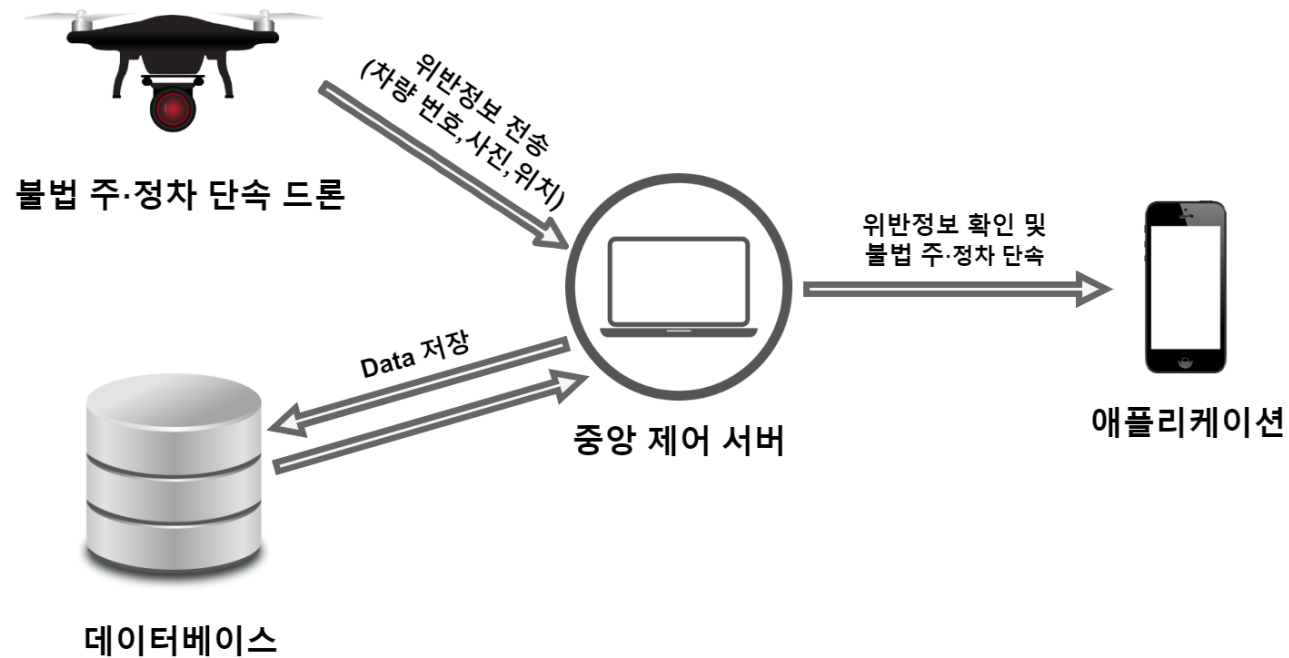 위반정보 전송
(차량 번호,사진,위치)
불법 주·정차 단속 드론
위반정보 확인 및
불법 주·정차 단속
Data 저장
중앙 제어 서버
애플리케이션
데이터베이스